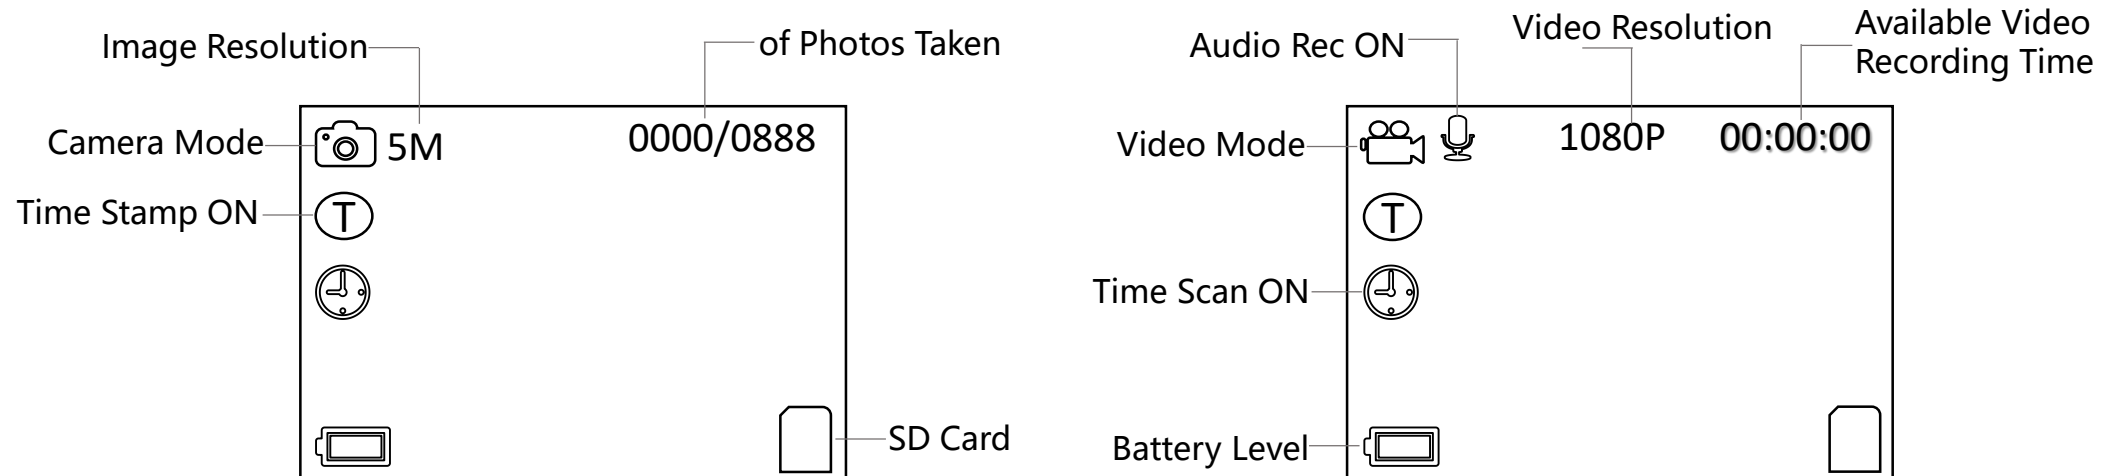 Image Resolution
of Photos Taken
Camera Mode
5M
0000/0888
Time Stamp ON
T
SD Card
Audio Rec ON
Video Resolution
Available Video
Recording Time
Video Mode
1080P
00:00:00
T
Time Scan ON
Battery Level